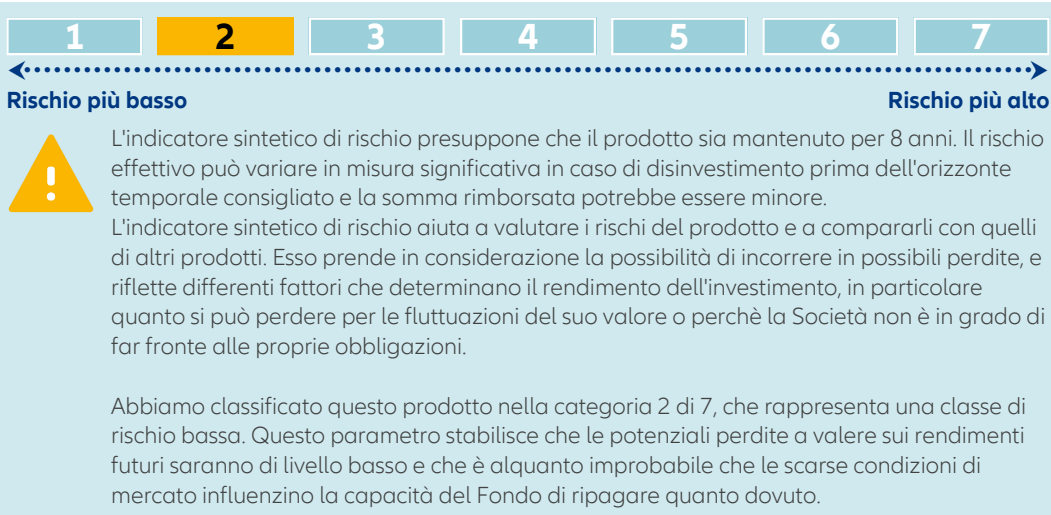 1 2 3 4 5 6 7
Rischio più basso Rischio più alto
L'indicatore sintetico di rischio presuppone che il prodotto sia mantenuto per 8 anni. Il rischio
effettivo può variare in misura significativa in caso di disinvestimento prima dell'orizzonte
temporale consigliato e la somma rimborsata potrebbe essere minore.
L'indicatore sintetico di rischio aiuta a valutare i rischi del prodotto e a compararli con quelli
di altri prodotti. Esso prende in considerazione la possibilità di incorrere in possibili perdite, e
riflette differenti fattori che determinano il rendimento dell'investimento, in particolare
quanto si può perdere per le fluttuazioni del suo valore o perchè la Società non è in grado di
far fronte alle proprie obbligazioni.
Abbiamo classificato questo prodotto nella categoria 2 di 7, che rappresenta una classe di
rischio bassa. Questo parametro stabilisce che le potenziali perdite a valere sui rendimenti
futuri saranno di livello basso e che è alquanto improbabile che le scarse condizioni di
mercato influenzino la capacità del Fondo di ripagare quanto dovuto.